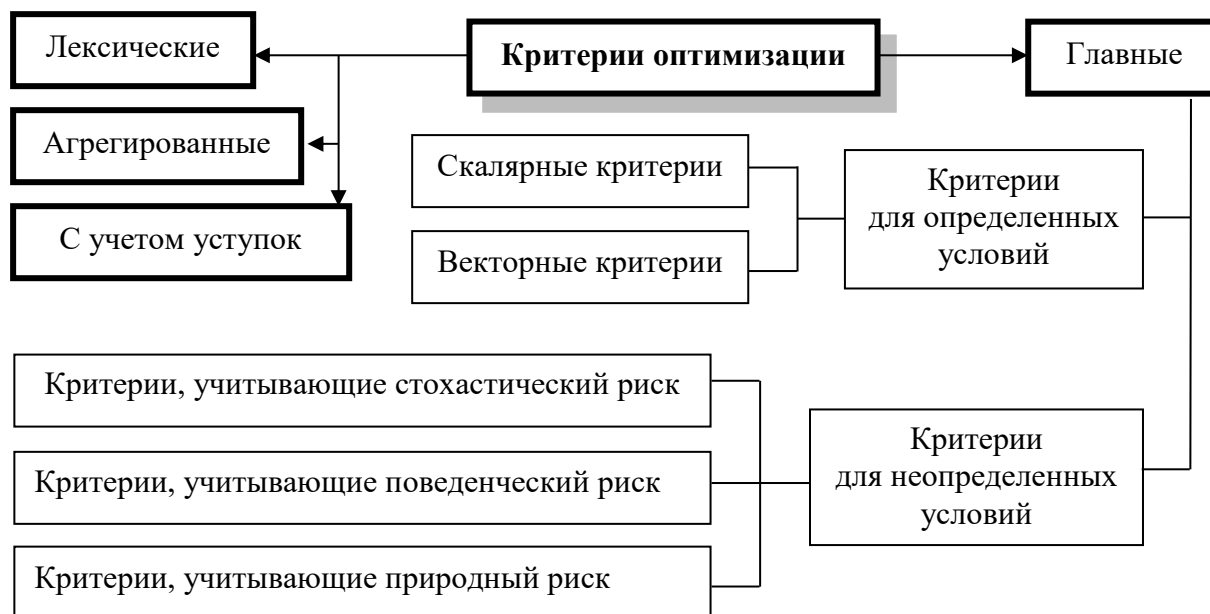 Лексические
Критерии оптимизации
Главные
Агрегированные
С учетом уступок
Скалярные критерии
Векторные критерии
Критерии
для определенных
условий
Критерии, учитывающие стохастический риск
Критерии, учитывающие поведенческий риск
Критерии, учитывающие природный риск
Критерии
для неопределенных
условий